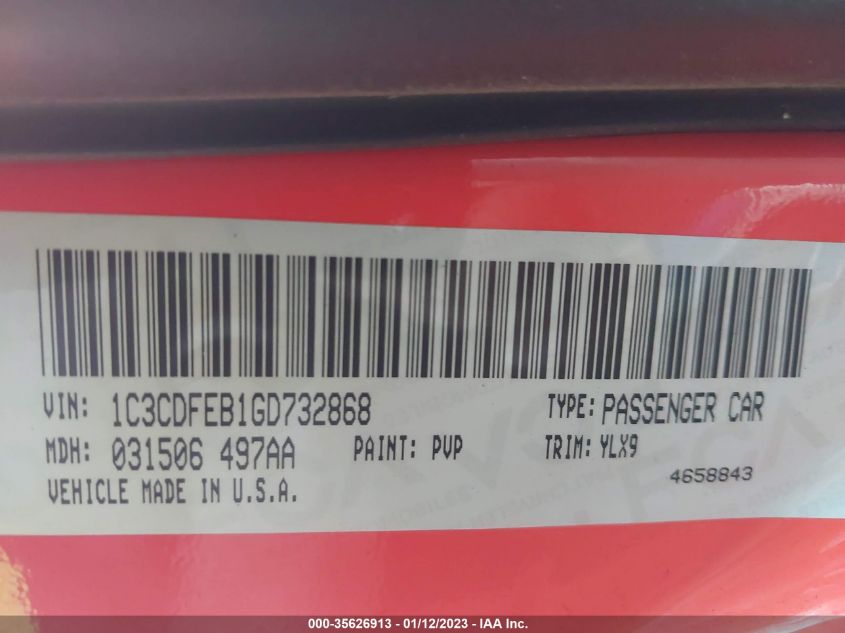 VIN: 1C3CDFEB1GD732868 TYPE: PASSENGER CAR
MDH: 031506 497AA PAINT: PVP TRIM: YLX9
4658843
VEHICLE MADE IN U.S.A.
000-35626913 - 01/12/2023 - IAA Inc.